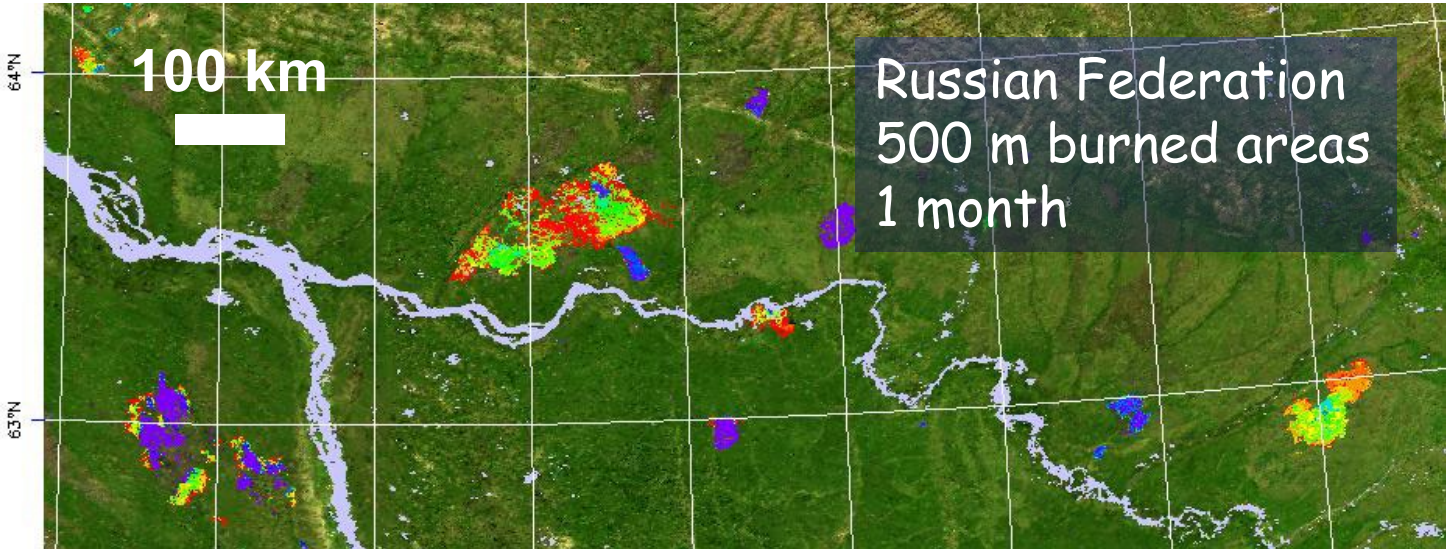 64°N
100 km
Russian Federation
500 m burned areas
1 month
63°N